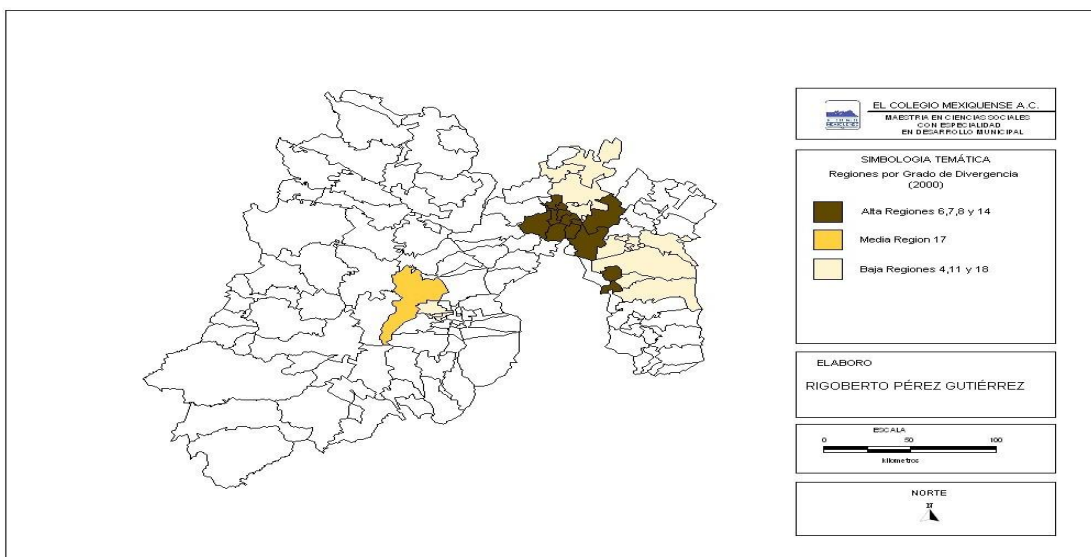 EL COLEGIO MEXIQUENSE A.C.
MAESTRIA EN CIENCIAS SOCIALES
CON ESPECIALIDAD
EN DESARROLLO MUNICIPAL
SIMBOLOGIA TEMÁTICA
Regiones por Grado de Divergencia
(2000)
Alta Regiones 6,7,8 y 14
Media Region 17
Baja Regiones 4,11 y 18
ELABORO
RIGOBERTO PÉREZ GUTIÉRREZ
ESCALA
0 50 100
kilometros
NORTE
N